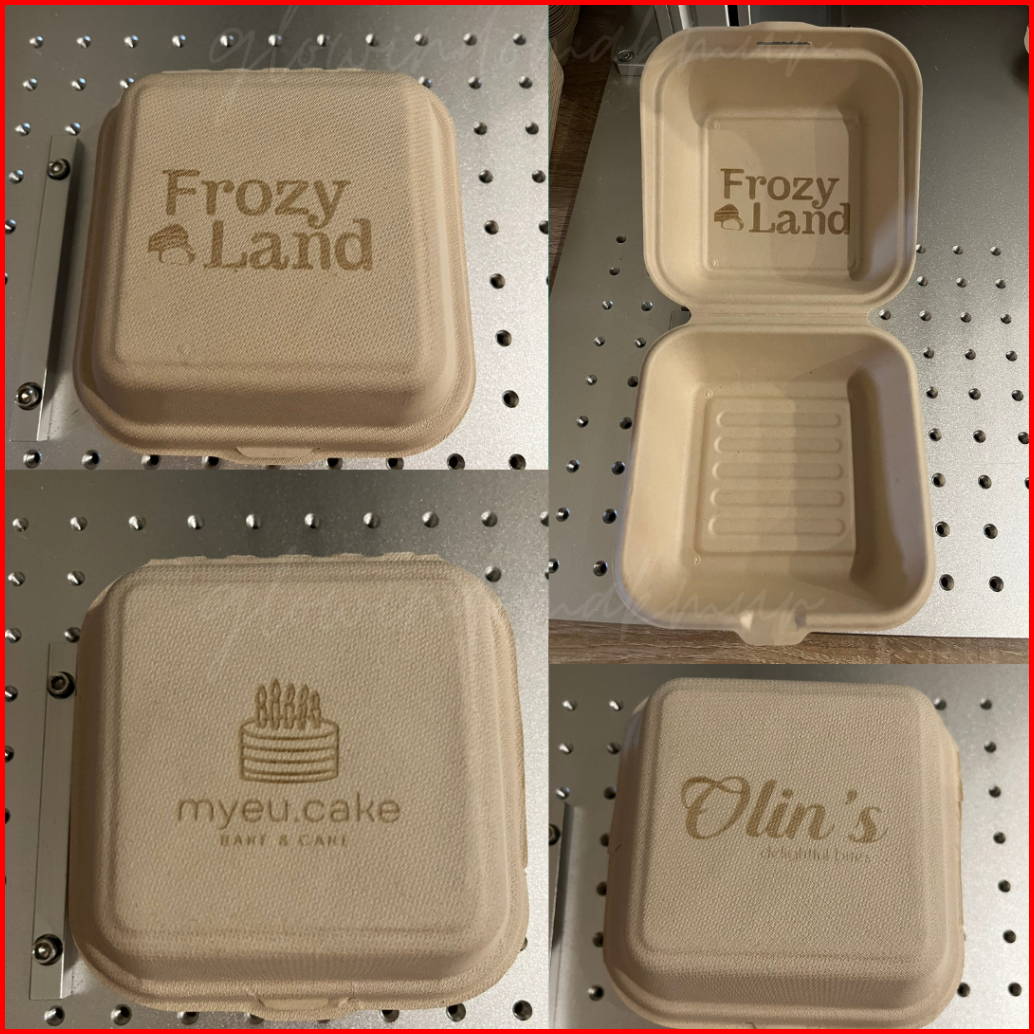 Frozy
Land
Frozy
Land
myeu.cake
BAKE & CAKE
Olin's
delightful bites